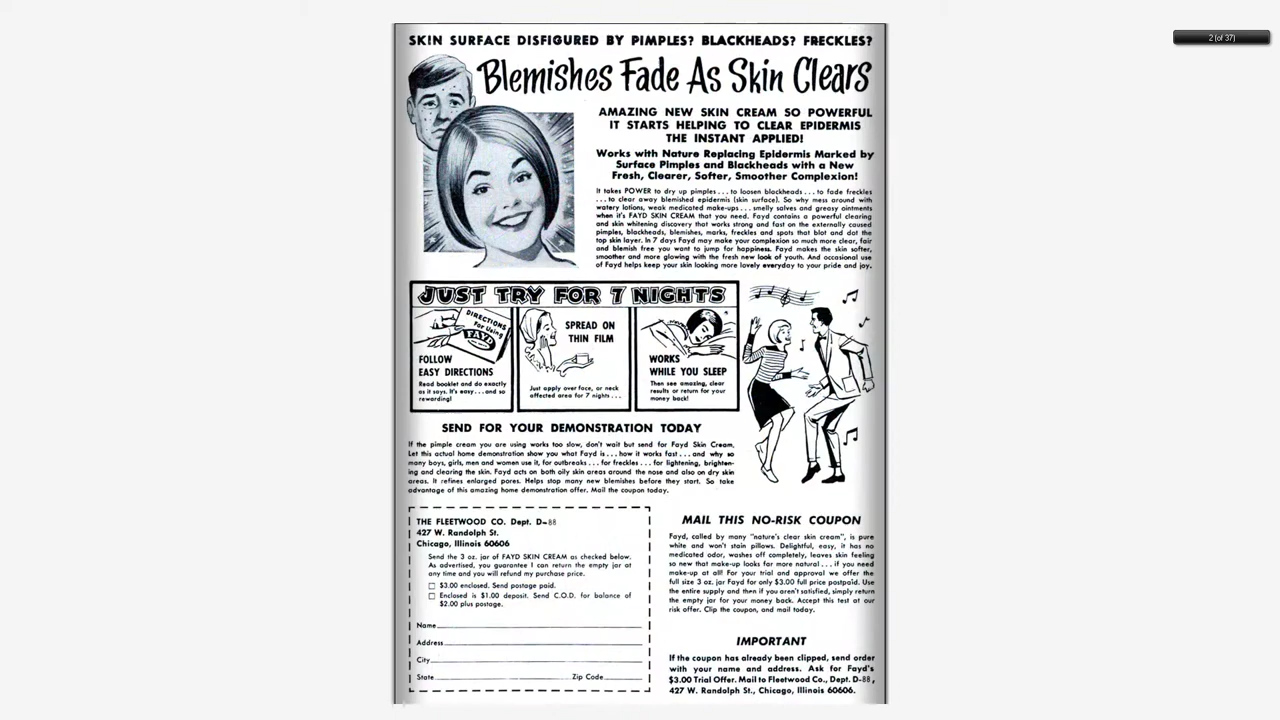 2 (of 37)
SKIN SURFACE DISFIGURED BY PIMPLES? BLACKHEADS? FRECKLES?
Blemishes Fade As Skin Clears
AMAZING NEW SKIN CREAM SO POWERFUL
IT STARTS HELPING TO CLEAR EPIDERMIS
THE INSTANT APPLIED!
Works with Nature Replacing Epidermis Marked by
Surface Pimples and Blackheads with a New
Fresh, Clearer, Softer, Smoother Complexion!
It takes POWER to dry up pimples . . . to loosen blackheads . . . to fade freckles
. . . to clear away blemished epidermis (skin surface). So why mess around with
watery lotions, weak medicated make-ups . . . smelly salves and greasy ointments
when it's FAYD SKIN CREAM that you need. Fayd contains a powerful clearing
and skin whitening discovery that works strong and fast on the externally caused
pimples, blackheads, blemishes, marks, freckles and spots that blot and dot the
top skin layer. In 7 days Fayd may make your complexion so much more clear, fair
and blemish free you want to jump for happiness. Fayd makes the skin softer,
smoother and more glowing with the fresh new look of youth. And occasional use
of Fayd helps keep your skin looking more lovely everyday to your pride and joy.
JUST TRY FOR 7 NIGHTS
DIRECTIONS
For Using
FAYD
FOLLOW
EASY DIRECTIONS
Read booklet and do exactly
as it says. It's easy . . . and so
rewarding!
SPREAD ON
THIN FILM
Just apply over face, or neck
affected area for 7 nights . . .
WORKS
WHILE YOU SLEEP
Then see amazing, clear
results or return for your
money back!
SEND FOR YOUR DEMONSTRATION TODAY
If the pimple cream you are using works too slow, don't wait but send for Fayd Skin Cream,
Let this actual home demonstration show you what Fayd is . . . how it works fast . . . and why so
many boys, girls, men and women use it, for outbreaks . . . for freckles . . . for lightening, brighten-
ing and clearing the skin. Fayd acts on both oily skin areas around the nose and also on dry skin
areas. It refines enlarged pores. Helps stop many new blemishes before they start. So take
advantage of this amazing home demonstration offer. Mail the coupon today.
THE FLEETWOOD CO. Dept. D-88
427 W. Randolph St.
Chicago, Illinois 60606
Send the 3 oz. jar of FAYD SKIN CREAM as checked below.
As advertised, you guarantee I can return the empty jar at
any time and you will refund my purchase price.
$3.00 enclosed. Send postage paid.
Enclosed is $1.00 deposit. Send C.O.D. for balance of
$2.00 plus postage.
Name
Address
City
State Zip Code
MAIL THIS NO-RISK COUPON
Fayd, called by many "nature's clear skin cream", is pure
white and won't stain pillows. Delightful, easy, it has no
medicated odor, washes off completely, leaves skin feeling
so new that make-up looks far more natural . . . if you need
make-up at all! For your trial and approval we offer the
full size 3 oz. jar Fayd for only $3.00 full price postpaid. Use
the entire supply and then if you aren't satisfied, simply return
the empty jar for your money back. Accept this test at our
risk offer. Clip the coupon, and mail today.
IMPORTANT
If the coupon has already been clipped, send order
with your name and address. Ask for Fayd's
$3.00 Trial Offer. Mail to Fleetwood Co., Dept. D-88,
427 W. Randolph St., Chicago, Illinois 60606.